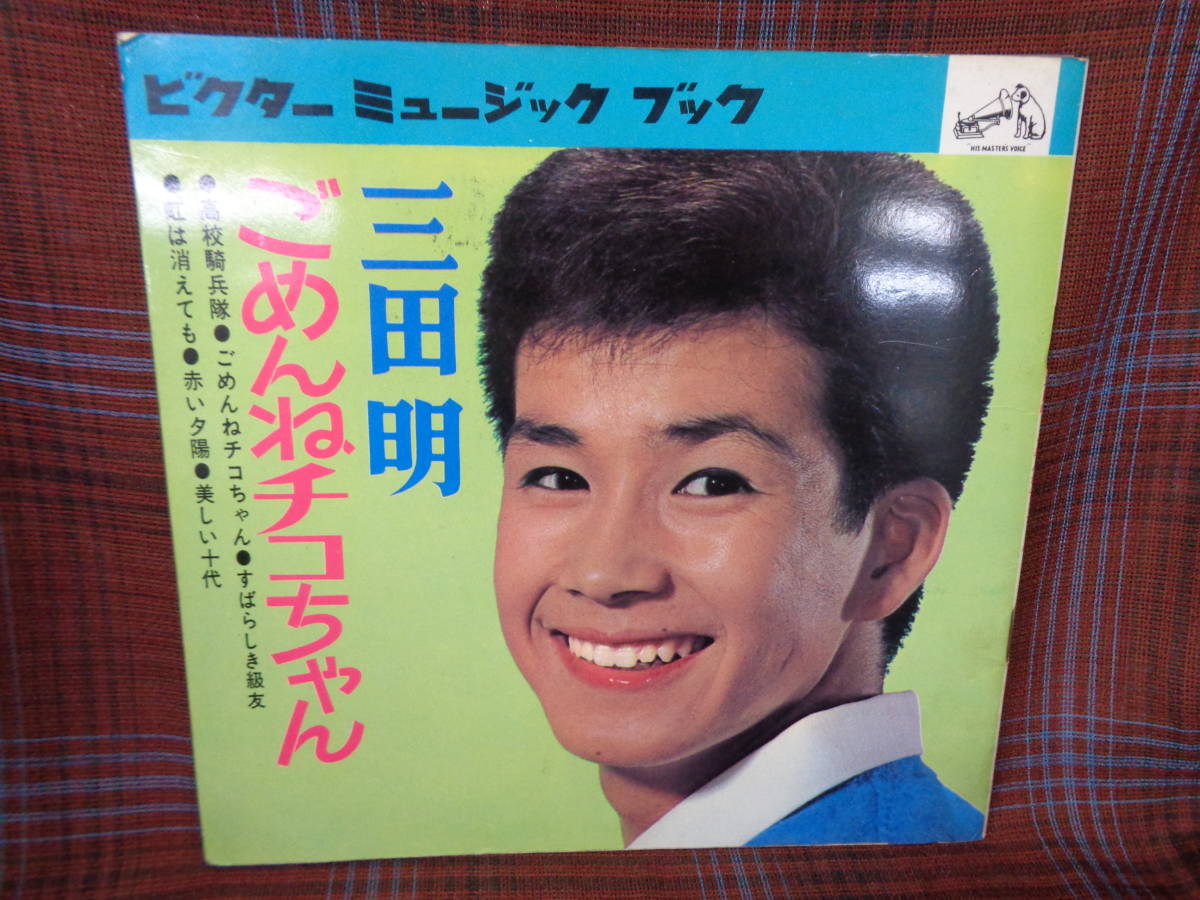 ビクター ミュージック ブック
"HIS MASTERS VOICE"
三田 明
ごめんねチコちゃん
●高校騎兵隊●ごめんねチコちゃん●すばらしき級友
●虹は消えても●赤い夕陽●美しい十代